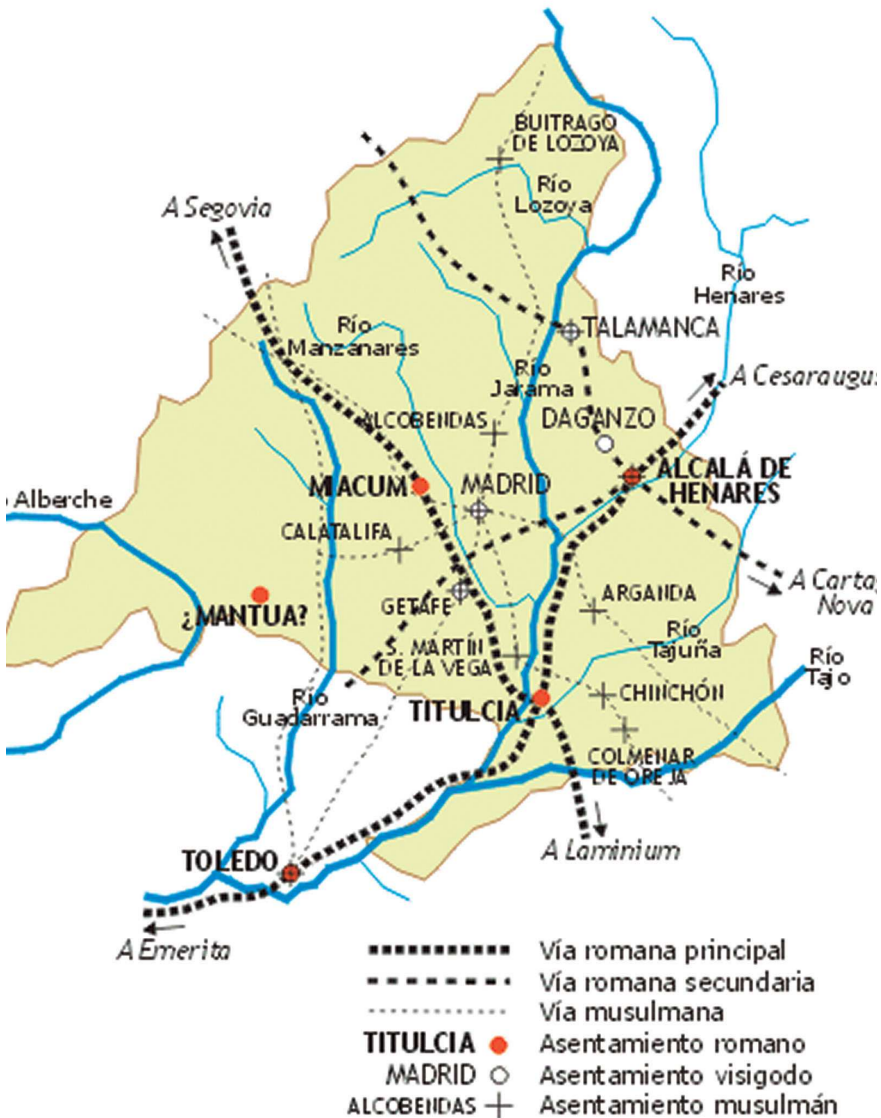 BUITRAGO
DE LOZOYA
Río
Lozoya
A Segovia
Río
Henares
Río
Manzanares
TALAMANCA
Río
Jarama
A Cesaraugus
ALCOBENDAS
DAGANZO
MIACUM
MADRID
ALCALÁ DE
HENARES
Alberche
CALATALIFA
A Cartag
Nova
¿MANTUA?
GETAFE
ARGANDA
S. MARTÍN
DE LA VEGA
Río
Tajuña
Río
Tajo
Río
Guadarrama
TITULCIA
CHINCHÓN
COLMENAR
DE OREJA
TOLEDO
A Laminium
A Emerita
Vía romana principal
Vía romana secundaria
Vía musulmana
TITULCIA Asentamiento romano
MADRID Asentamiento visigodo
ALCOBENDAS Asentamiento musulmán